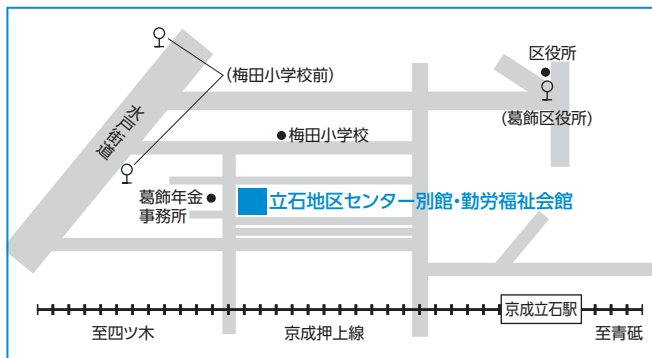 区役所
(梅田小学校前)
(葛飾区役所)
水戸街道
梅田小学校
葛飾年金
事務所
立石地区センター別館・勤労福祉会館
京成立石駅
至四ツ木
京成押上線
至青砥